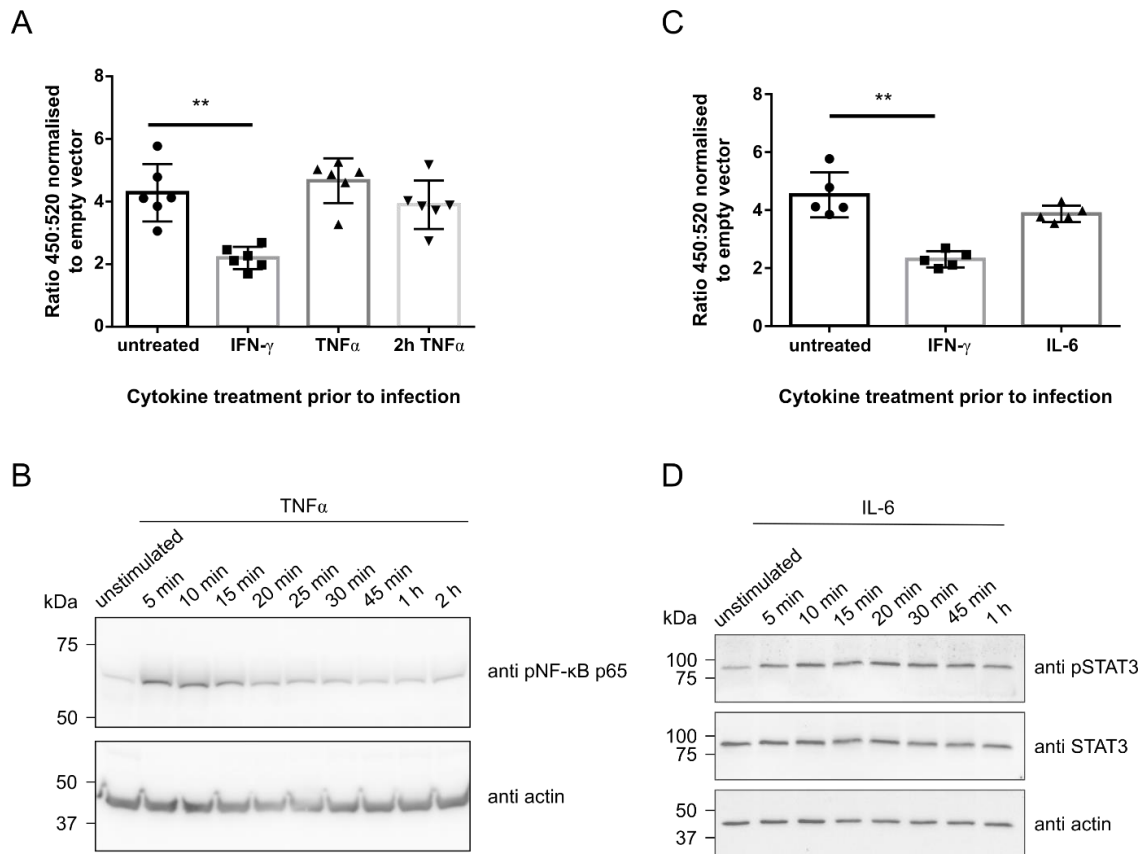 A
Ratio 450:520 normalised
to empty vector
8
6
4
2
0
**
untreated
IFN-γ
TNFα
2h TNFα
Cytokine treatment prior to infection
C
Ratio 450:520 normalised
to empty vector
8
6
4
2
0
**
untreated
IFN-γ
IL-6
Cytokine treatment prior to infection
B
TNFα
unstimulated
5 min
10 min
15 min
20 min
25 min
30 min
45 min
1 h
2 h
kDa
75
50
anti pNF-κB p65
50
37
anti actin
D
IL-6
unstimulated
5 min
10 min
15 min
20 min
30 min
45 min
1 h
kDa
100
75
anti pSTAT3
100
75
anti STAT3
50
37
anti actin